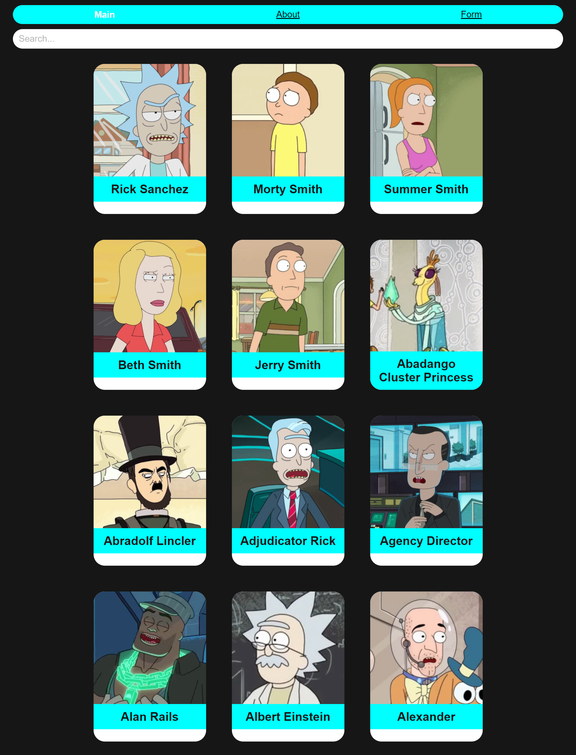 Main About Form
Search...
Rick Sanchez Morty Smith Summer Smith
Beth Smith Jerry Smith Abadango
Cluster Princess
Abradolf Lincler Adjudicator Rick Agency Director
Alan Rails Albert Einstein Alexander